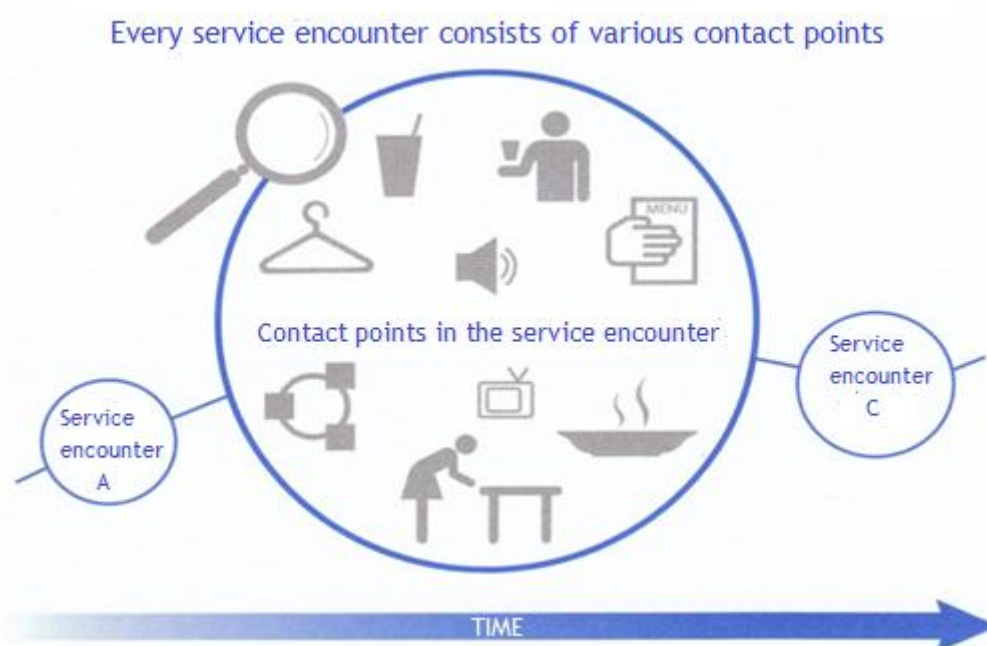 Every service encounter consists of various contact points
MENU
Contact points in the service encounter
Service
encounter
A
Service
encounter
C
TIME